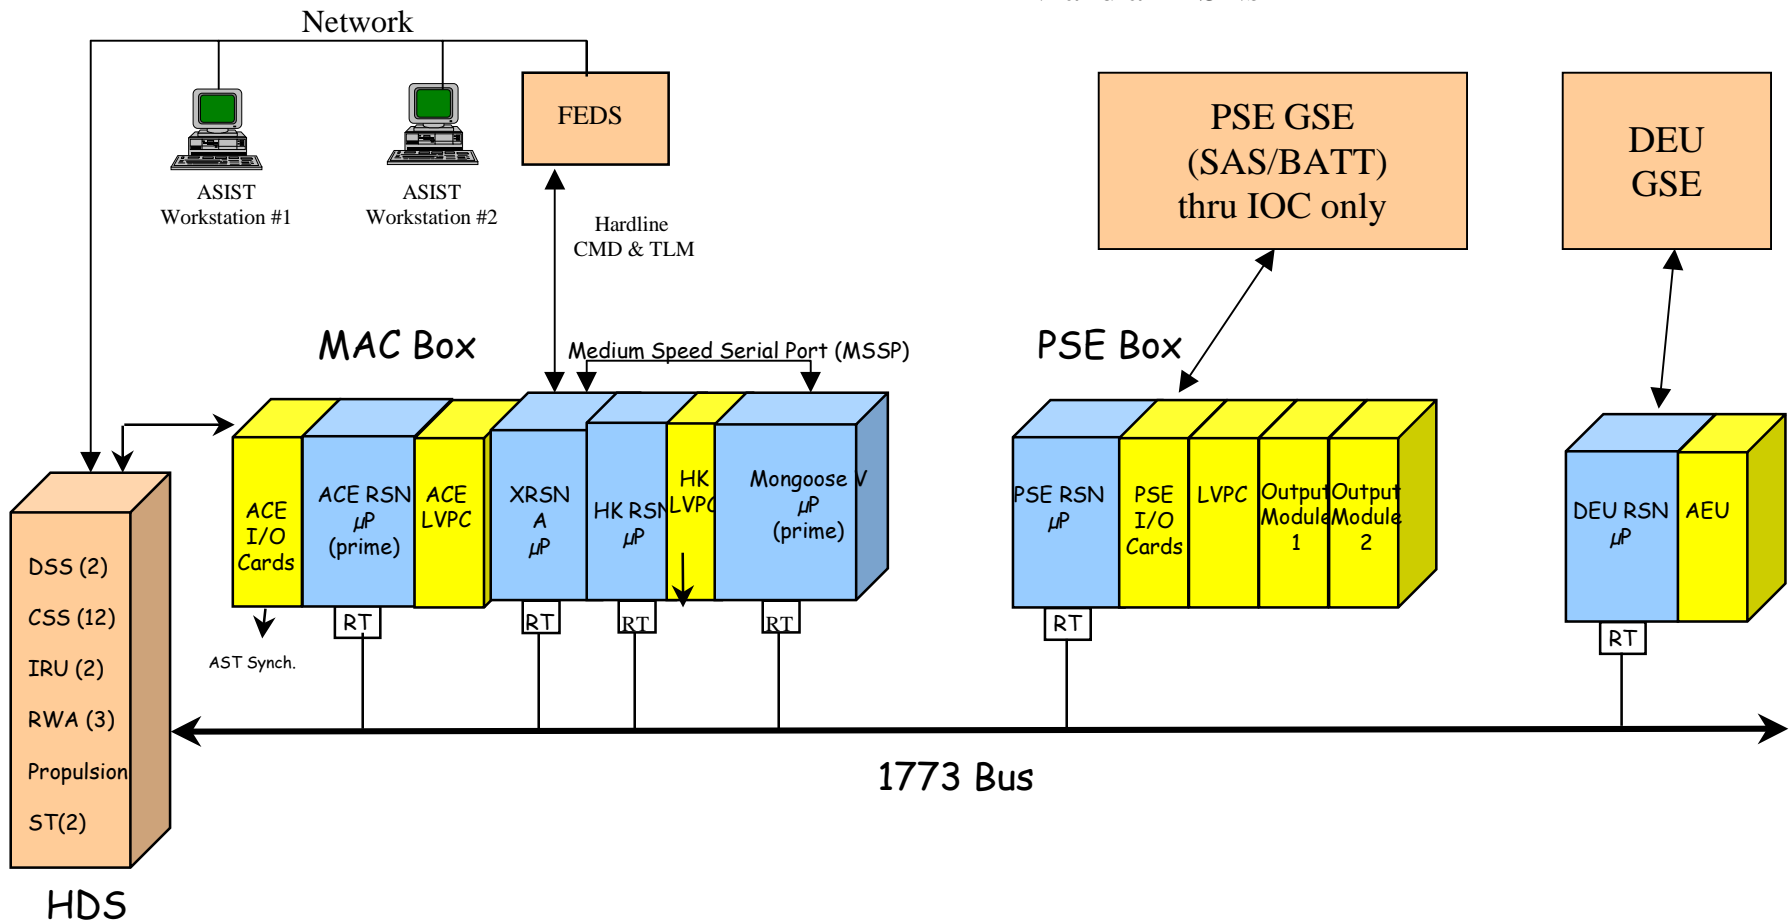 Network
FEDS
PSE GSE
(SAS/BATT)
thru IOC only
DEU
GSE
ASIST
Workstation #1
ASIST
Workstation #2
Hardline
CMD & TLM
MAC Box
Medium Speed Serial Port (MSSP)
PSE Box
ACE
I/O
Cards
ACE RSN
µP
(prime)
ACE
LVPC
XRSN
A
µP
HK RSN
µP
HK
LVPC
Mongoose V
µP
(prime)
PSE RSN
µP
PSE
I/O
Cards
LVPC
Output
Module
1
Output
Module
2
DEU RSN
µP
AEU
RT
RT
RT
RT
RT
RT
AST Synch.
DSS (2)
CSS (12)
IRU (2)
RWA (3)
Propulsion
ST(2)
1773 Bus
HDS